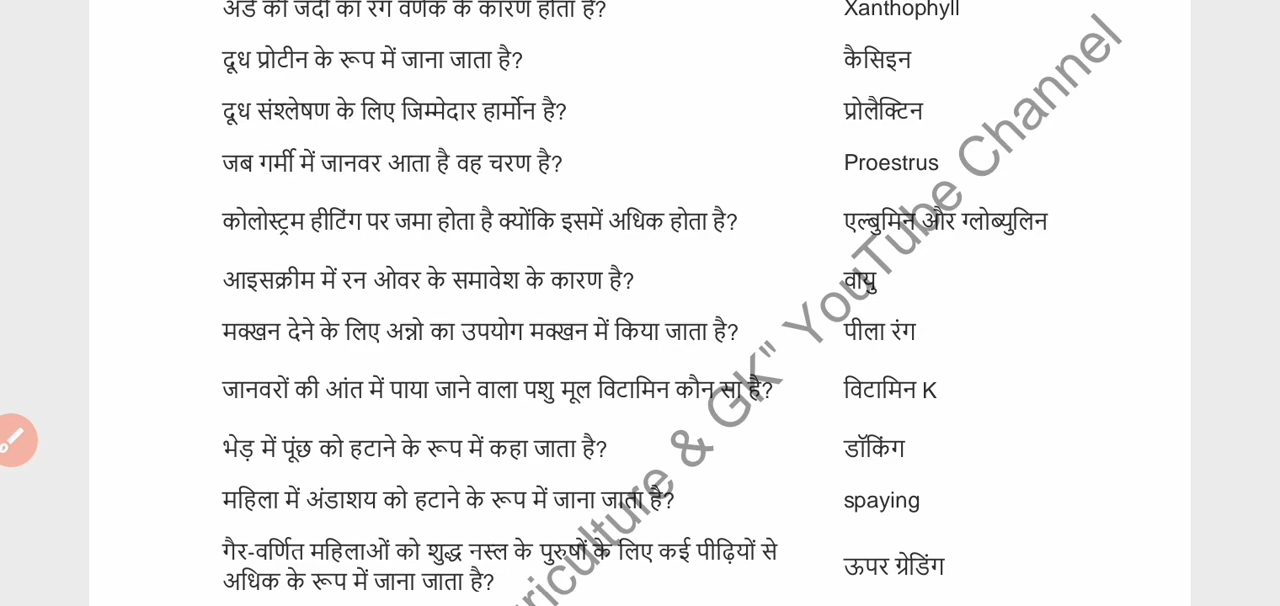 अंडे की जर्दी का रंग वर्णक के कारण होता है? Xanthophyll
दूध प्रोटीन के रूप में जाना जाता है? कैसिइन
दूध संश्लेषण के लिए जिम्मेदार हार्मोन है? प्रोलैक्टिन
जब गर्मी में जानवर आता है वह चरण है? Proestrus
कोलोस्ट्रम हीटिंग पर जमा होता है क्योंकि इसमें अधिक होता है? एल्बुमिन और ग्लोब्युलिन
आइसक्रीम में रन ओवर के समावेश के कारण है? वायु
मक्खन देने के लिए अन्नो का उपयोग मक्खन में किया जाता है? पीला रंग
जानवरों की आंत में पाया जाने वाला पशु मूल विटामिन कौन सा है? विटामिन K
भेड़ में पूंछ को हटाने के रूप में कहा जाता है? डॉकिंग
महिला में अंडाशय को हटाने के रूप में जाना जाता है? spaying
गैर-वर्णित महिलाओं को शुद्ध नस्ल के पुरुषों के लिए कई पीढ़ियों से
अधिक के रूप में जाना जाता है? ऊपर ग्रेडिंग
riculture & GK" YouTube Channel